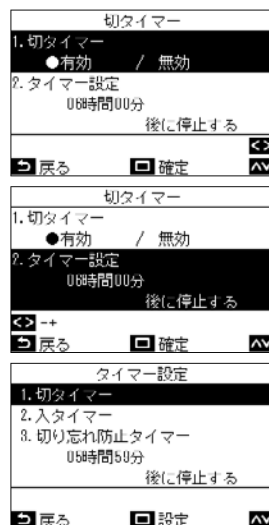 切タイマー
1.切タイマー
●有効 / 無効
2.タイマー設定
06時間00分
後に停止する
<>
戻る 確定 ∧∨
切タイマー
1.切タイマー
●有効 / 無効
2.タイマー設定
06時間00分
後に停止する
<> -+
戻る 確定 ∧∨
タイマー設定
1.切タイマー
2.入タイマー
3.切り忘れ防止タイマー
05時間59分
後に停止する
戻る 設定 ∧∨